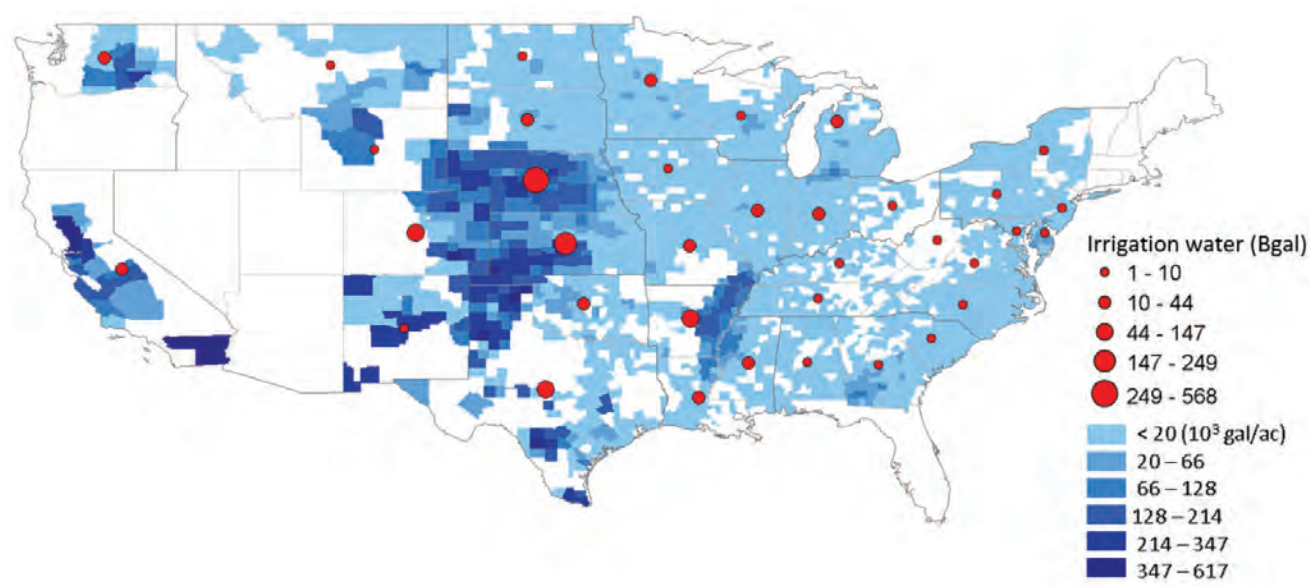 Irrigation water (Bgal)
1 - 10
10 - 44
44 - 147
147 - 249
249 - 568
< 20 (10³ gal/ac)
20 – 66
66 – 128
128 – 214
214 – 347
347 – 617